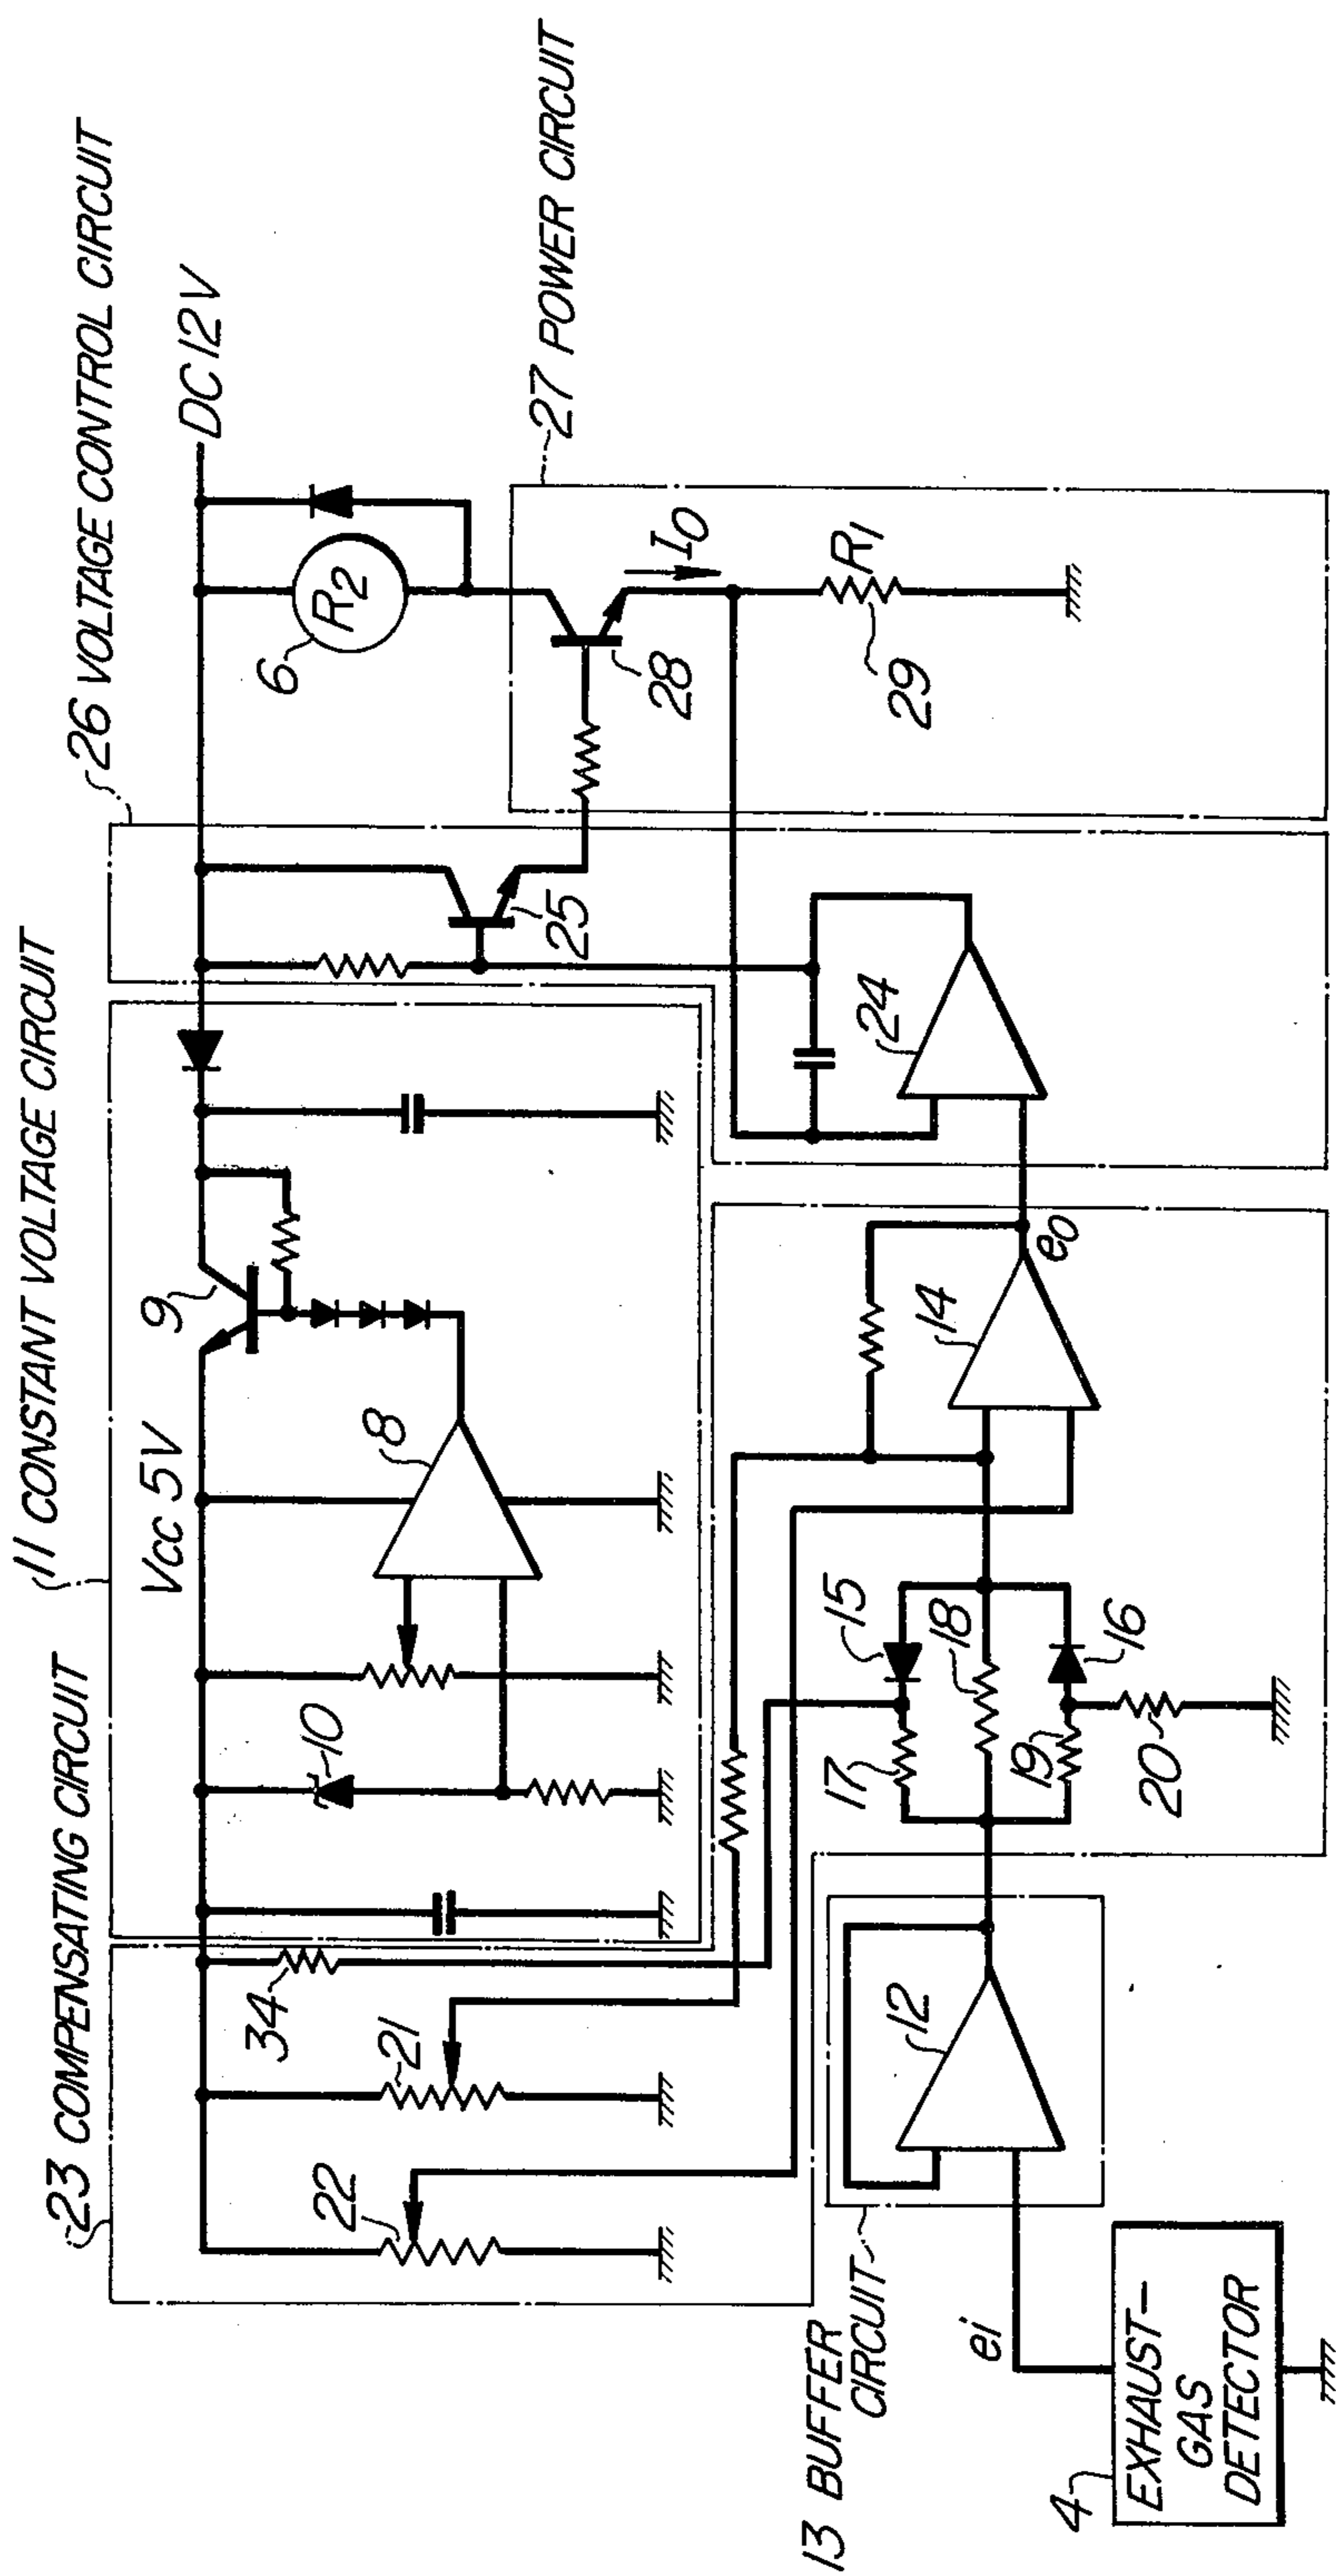 11 CONSTANT VOLTAGE CIRCUIT
23 COMPENSATING CIRCUIT
26 VOLTAGE CONTROL CIRCUIT
DC 12V
Vcc 5V
9
8
10
34
21
22
25
6
R2
27 POWER CIRCUIT
28
I0
R1
29
24
14
e0
15
17
18
19
16
20
12
13 BUFFER
CIRCUIT
ei
4
EXHAUST-
GAS
DETECTOR